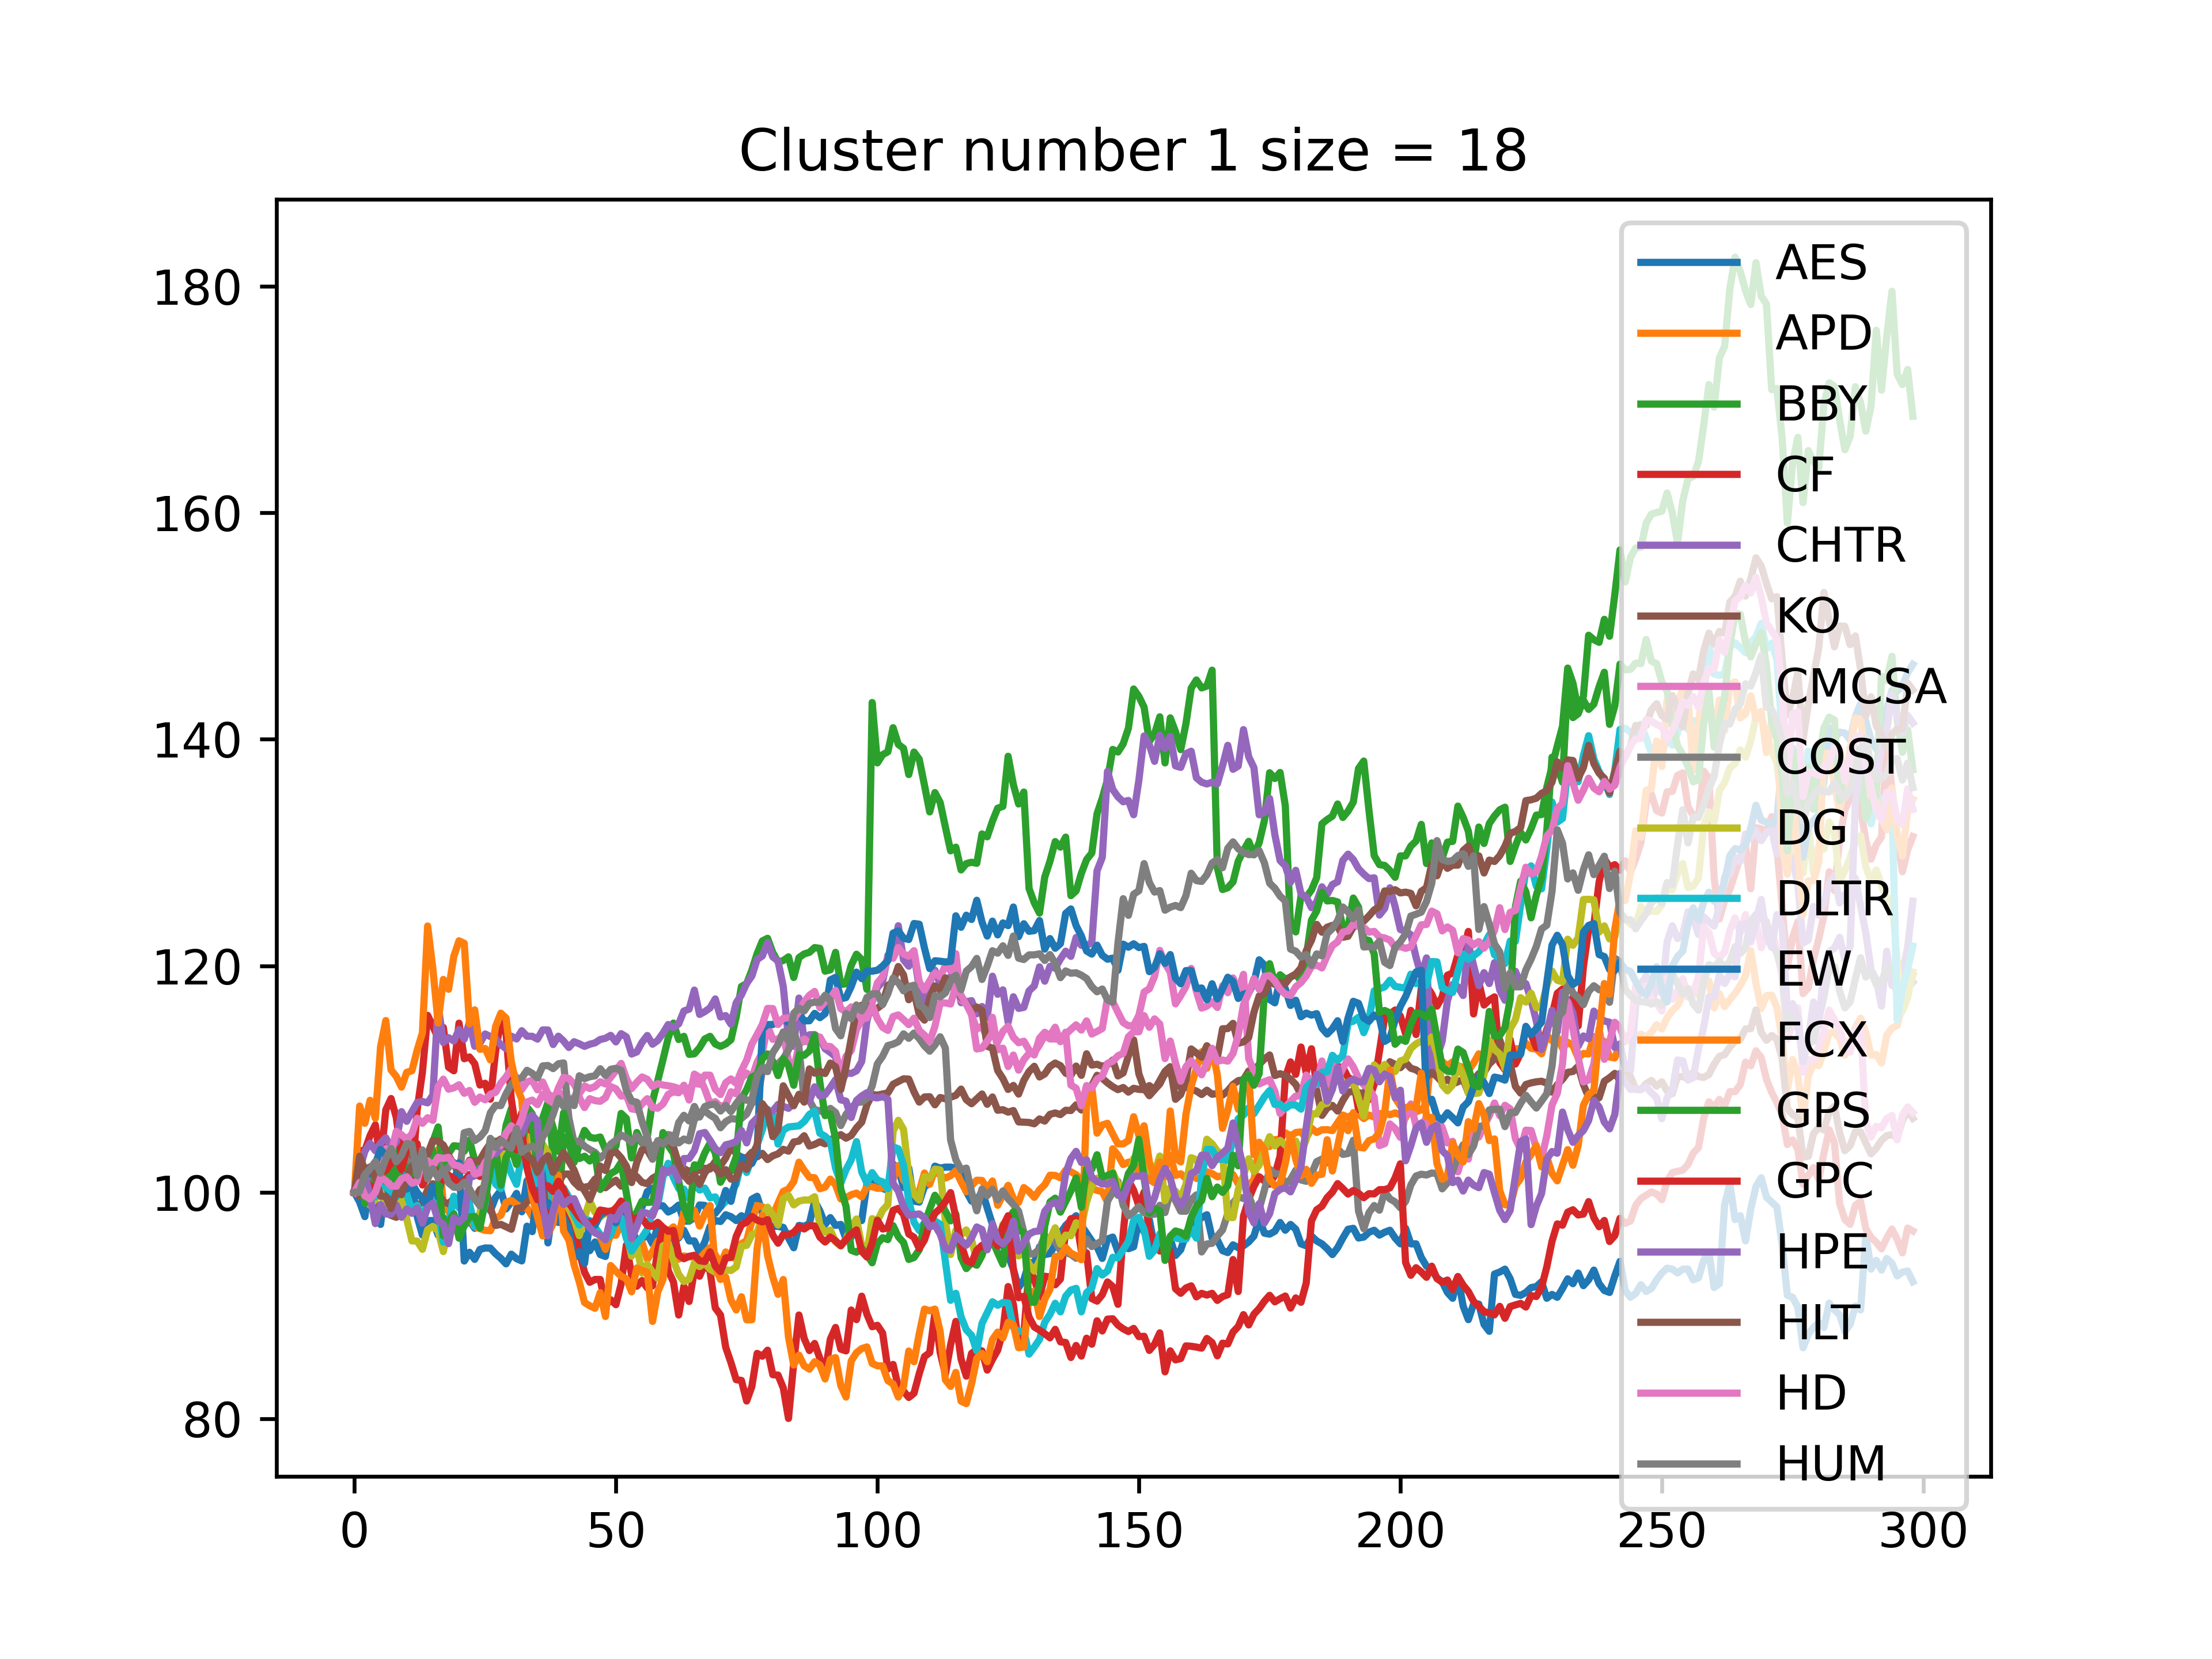 Cluster number 1 size = 18
180
160
140
120
100
80
0 50 100 150 200 250 300
AES
APD
BBY
CF
CHTR
KO
CMCSA
COST
DG
DLTR
EW
FCX
GPS
GPC
HPE
HLT
HD
HUM